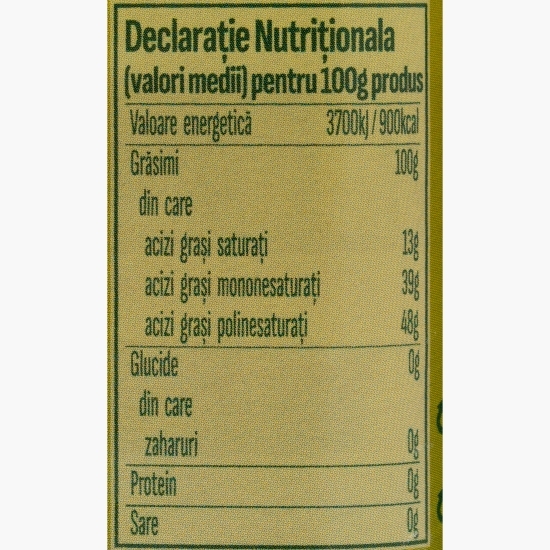 Declarație Nutriționala
(valori medii) pentru 100g produs
Valoare energetică 3700kJ / 900kcal
Grăsimi 100g
din care
acizi grași saturați 13g
acizi grași mononesaturați 39g
acizi grași polinesaturați 48g
Glucide 0g
din care
zaharuri 0g
Protein 0g
Sare 0g